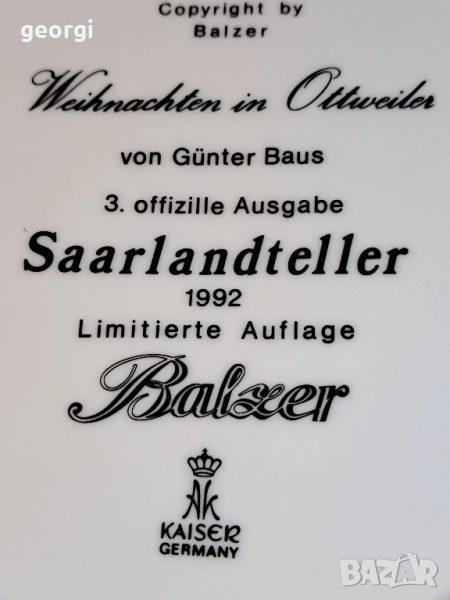 georgi
Copyright by
Balzer
Weihnachten in Ottweiler
von Günter Baus
3. offizille Ausgabe
Saarlandteller
1992
Limitierte Auflage
Balzer
AK
KAISER
GERMANY
BAZAR